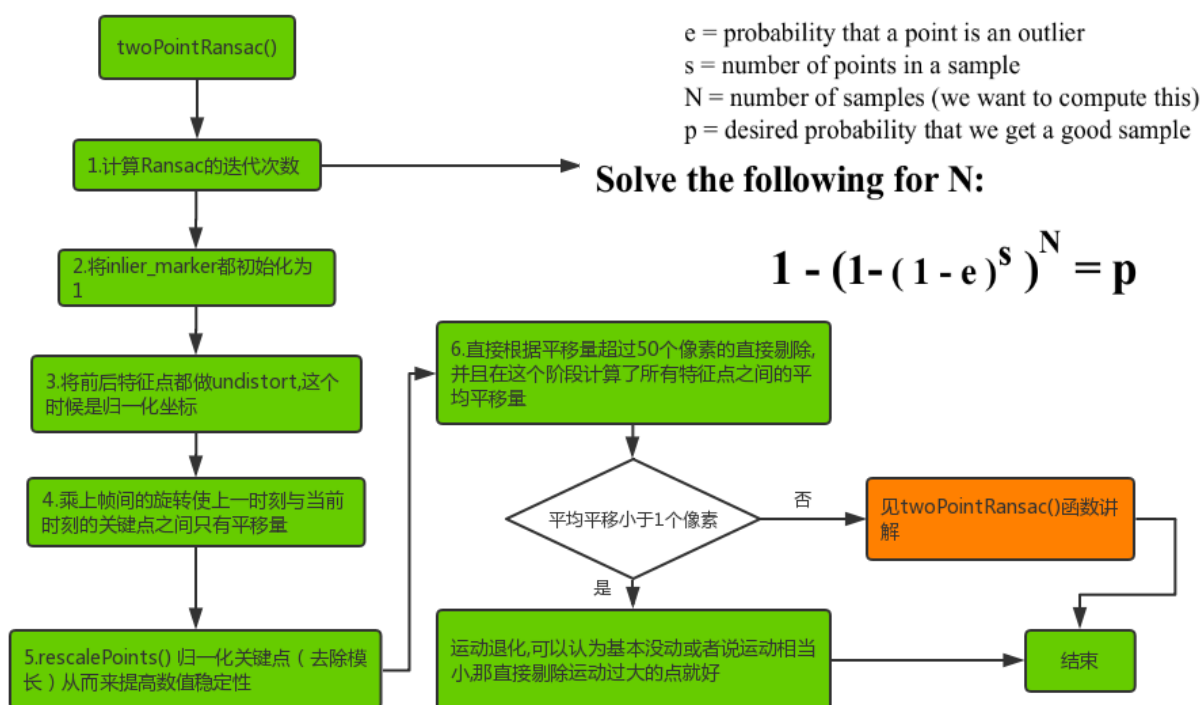 twoPointRansac()
1.计算Ransac的迭代次数
2.将inlier_marker都初始化为
1
3.将前后特征点都做undistort,这个
时候是归一化坐标
4.乘上帧间的旋转使上一时刻与当前
时刻的关键点之间只有平移量
5.rescalePoints() 归一化关键点（去除模
长）从而来提高数值稳定性
e = probability that a point is an outlier
s = number of points in a sample
N = number of samples (we want to compute this)
p = desired probability that we get a good sample
Solve the following for N:
1 - (1- ( 1 - e )^s )^N = p
6.直接根据平移量超过50个像素的直接剔除,
并且在这个阶段计算了所有特征点之间的平
均平移量
平均平移小于1个像素
否
见twoPointRansac()函数讲
解
是
运动退化,可以认为基本没动或者说运动相当
小,那直接剔除运动过大的点就好
结束